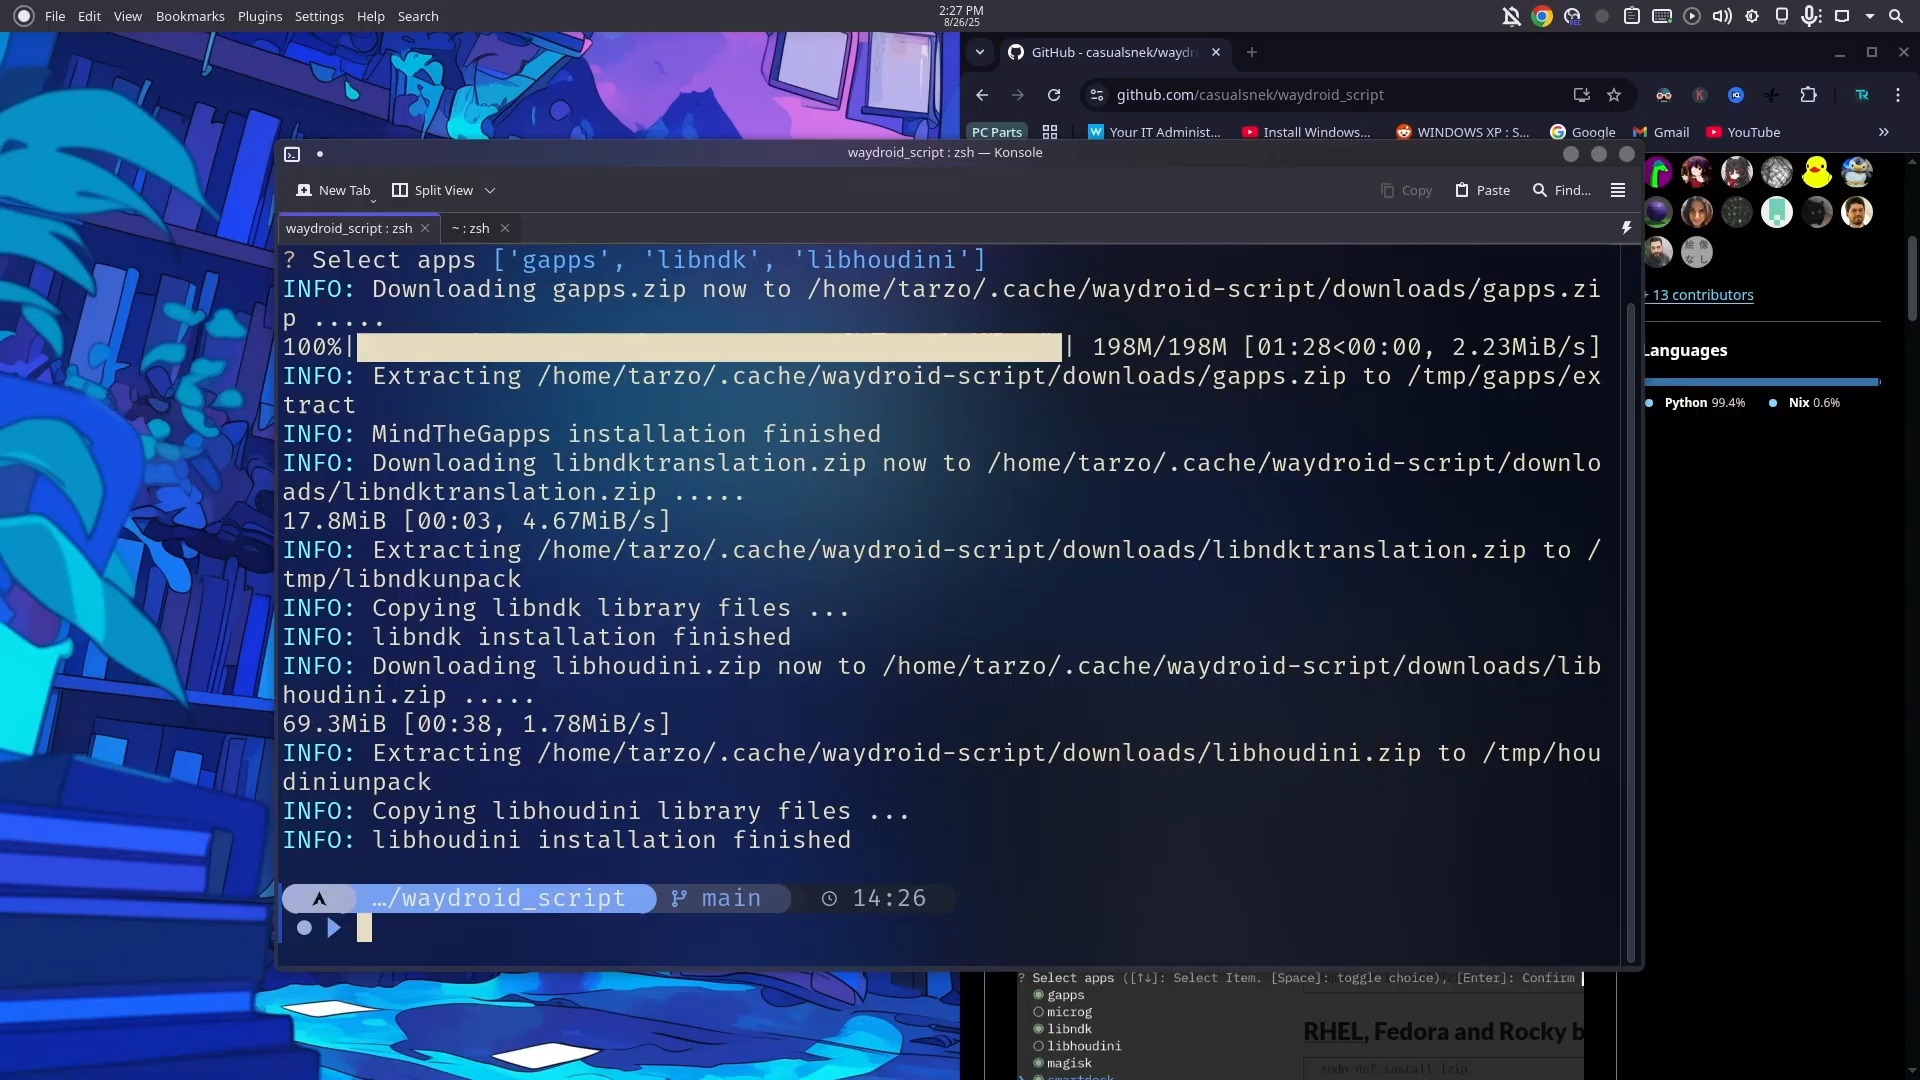 File Edit View Bookmarks Plugins Settings Help Search
2:27 PM
8/26/25
GitHub - casualsnek/waydr
github.com/casualsnek/waydroid_script
PC Parts Your IT Administ... Install Windows... WINDOWS XP : S... Google Gmail YouTube
waydroid_script : zsh — Konsole
New Tab Split View Copy Paste Find...
waydroid_script : zsh ~ : zsh
? Select apps ['gapps', 'libndk', 'libhoudini']
INFO: Downloading gapps.zip now to /home/tarzo/.cache/waydroid-script/downloads/gapps.zi
p .....
100%| | 198M/198M [01:28<00:00, 2.23MiB/s]
INFO: Extracting /home/tarzo/.cache/waydroid-script/downloads/gapps.zip to /tmp/gapps/ex
tract
INFO: MindTheGapps installation finished
INFO: Downloading libndktranslation.zip now to /home/tarzo/.cache/waydroid-script/downlo
ads/libndktranslation.zip .....
17.8MiB [00:03, 4.67MiB/s]
INFO: Extracting /home/tarzo/.cache/waydroid-script/downloads/libndktranslation.zip to /
tmp/libndkunpack
INFO: Copying libndk library files ...
INFO: libndk installation finished
INFO: Downloading libhoudini.zip now to /home/tarzo/.cache/waydroid-script/downloads/lib
houdini.zip .....
69.3MiB [00:38, 1.78MiB/s]
INFO: Extracting /home/tarzo/.cache/waydroid-script/downloads/libhoudini.zip to /tmp/hou
diniunpack
INFO: Copying libhoudini library files ...
INFO: libhoudini installation finished
…/waydroid_script main 14:26
+ 13 contributors
Languages
Python 99.4% Nix 0.6%
? Select apps ([↑↓]: Select Item. [Space]: toggle choice), [Enter]: Confirm
gapps
microg
libndk
libhoudini
magisk
smartdock
RHEL, Fedora and Rocky b
sudo dnf install lzip